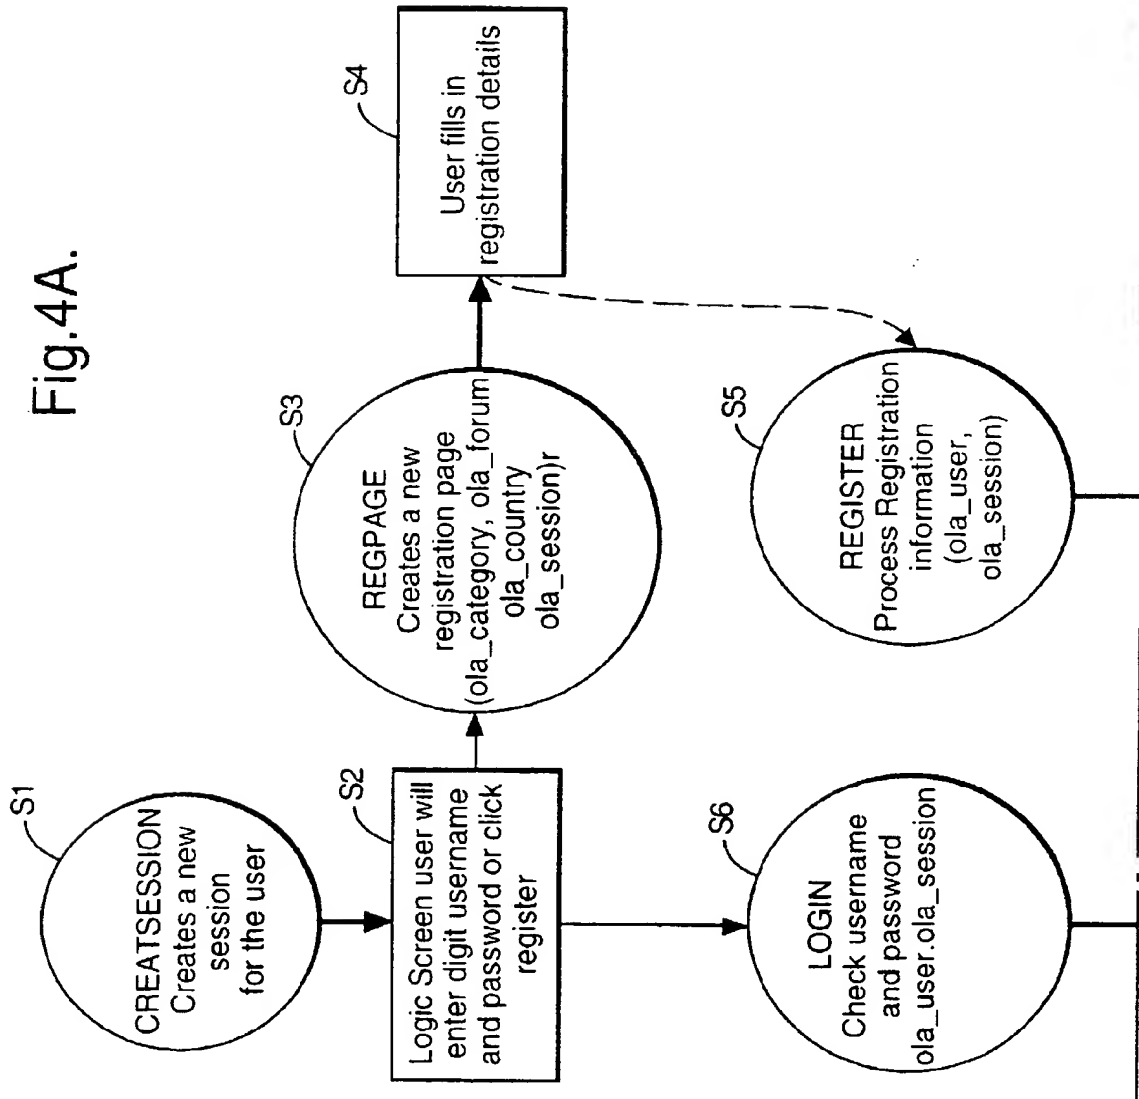 Fig.4A.
S1
CREATSESSION
Creates a new
session
for the user
S2
Logic Screen user will
enter digit username
and password or click
register
S3
REGPAGE
Creates a new
registration page
(ola_category, ola_forum
ola_country
ola_session)r
S4
User fills in
registration details
S5
REGISTER
Process Registration
information
(ola_user,
ola_session)
S6
LOGIN
Check username
and password
ola_user.ola_session